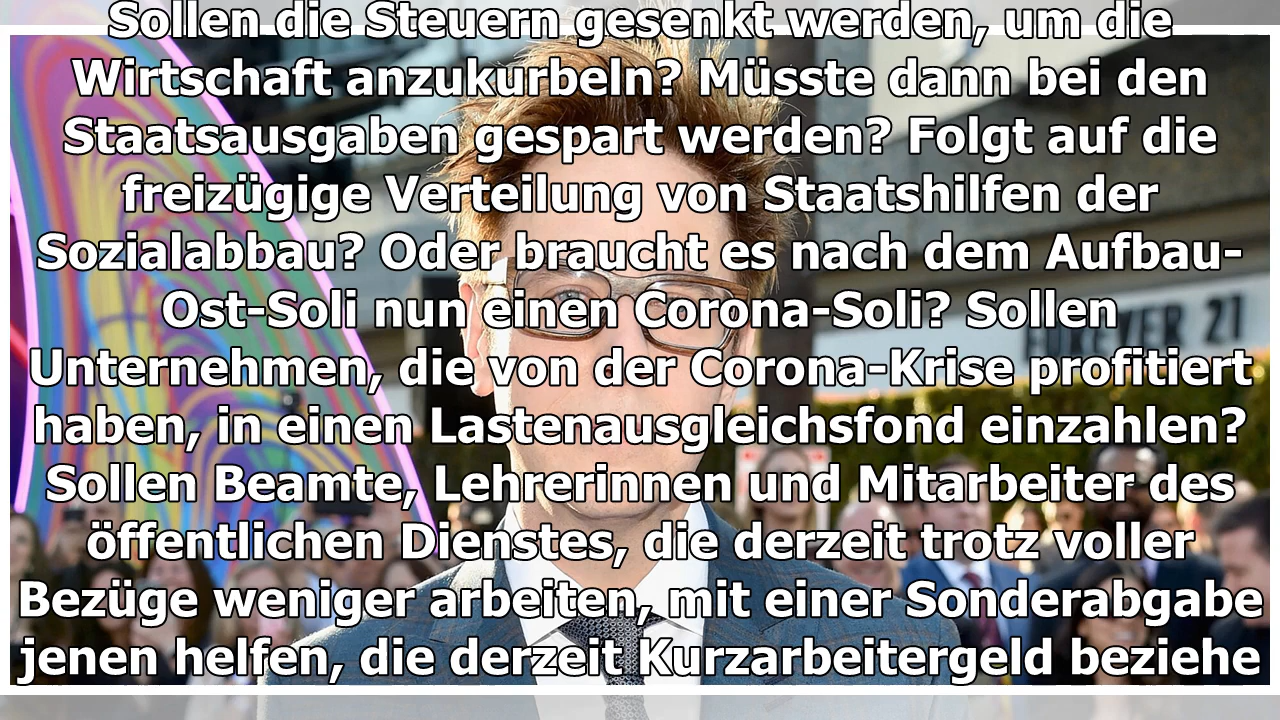 Sollen die Steuern gesenkt werden, um die
Wirtschaft anzukurbeln? Müsste dann bei den
Staatsausgaben gespart werden? Folgt auf die
freizügige Verteilung von Staatshilfen der
Sozialabbau? Oder braucht es nach dem Aufbau-
Ost-Soli nun einen Corona-Soli? Sollen
Unternehmen, die von der Corona-Krise profitiert
haben, in einen Lastenausgleichsfond einzahlen?
Sollen Beamte, Lehrerinnen und Mitarbeiter des
öffentlichen Dienstes, die derzeit trotz voller
Bezüge weniger arbeiten, mit einer Sonderabgabe
jenen helfen, die derzeit Kurzarbeitergeld beziehe
21